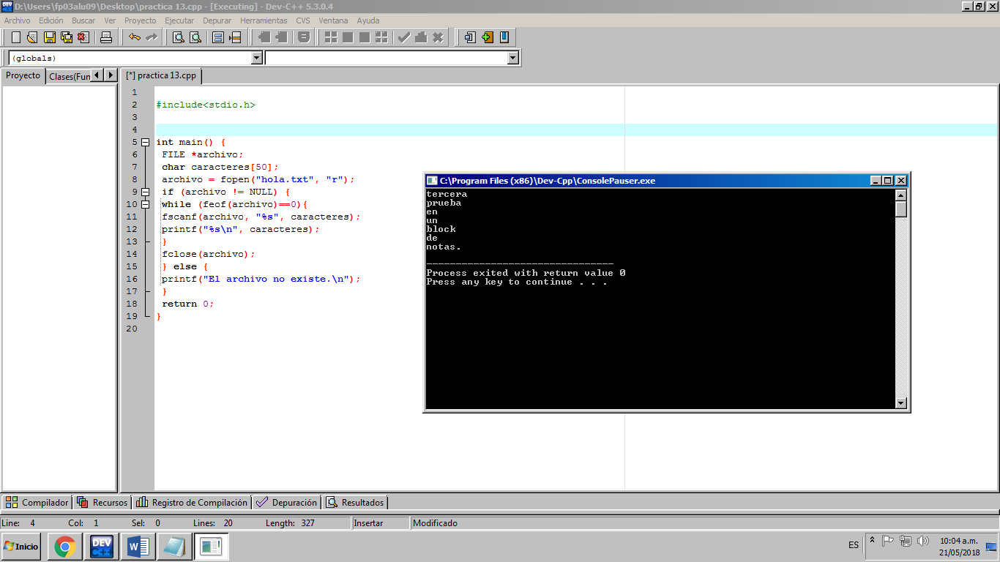 D:\Users\fp03alu09\Desktop\practica 13.cpp - [Executing] - Dev-C++ 5.3.0.4
Archivo Edición Buscar Ver Proyecto Ejecutar Depurar Herramientas CVS Ventana Ayuda
(globals)
Proyecto Clases(Fun [*] practica 13.cpp
1
2 #include<stdio.h>
3
4
5 int main() {
6 FILE *archivo;
7 char caracteres[50];
8 archivo = fopen("hola.txt", "r");
9 if (archivo != NULL) {
10 while (feof(archivo)==0){
11 fscanf(archivo, "%s", caracteres);
12 printf("%s\n", caracteres);
13 }
14 fclose(archivo);
15 } else {
16 printf("El archivo no existe.\n");
17 }
18 return 0;
19 }
20
C:\Program Files (x86)\Dev-Cpp\ConsolePauser.exe
tercera
prueba
en
un
block
de
notas.
--------------------------------
Process exited with return value 0
Press any key to continue . . .
Compilador Recursos Registro de Compilación Depuración Resultados
Line: 4 Col: 1 Sel: 0 Lines: 20 Length: 327 Insertar Modificado
Inicio DEV C++ W ES 10:04 a.m.
21/05/2018